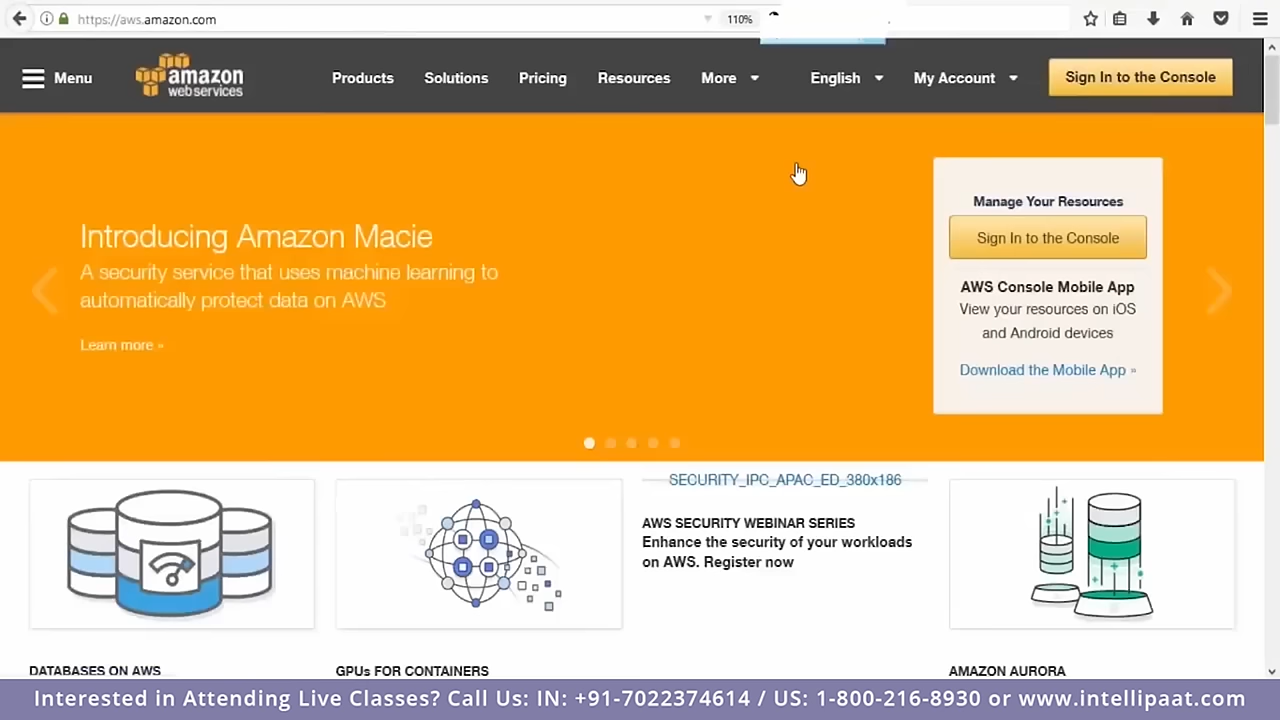 https://aws.amazon.com
110%
Menu
amazon
webservices
Products
Solutions
Pricing
Resources
More
English
My Account
Sign In to the Console
Introducing Amazon Macie
A security service that uses machine learning to
automatically protect data on AWS
Learn more »
Manage Your Resources
Sign In to the Console
AWS Console Mobile App
View your resources on iOS
and Android devices
Download the Mobile App »
SECURITY_IPC_APAC_ED_380x186
AWS SECURITY WEBINAR SERIES
Enhance the security of your workloads
on AWS. Register now
DATABASES ON AWS
GPUs FOR CONTAINERS
AMAZON AURORA
Interested in Attending Live Classes? Call Us: IN: +91-7022374614 / US: 1-800-216-8930 or www.intellipaat.com